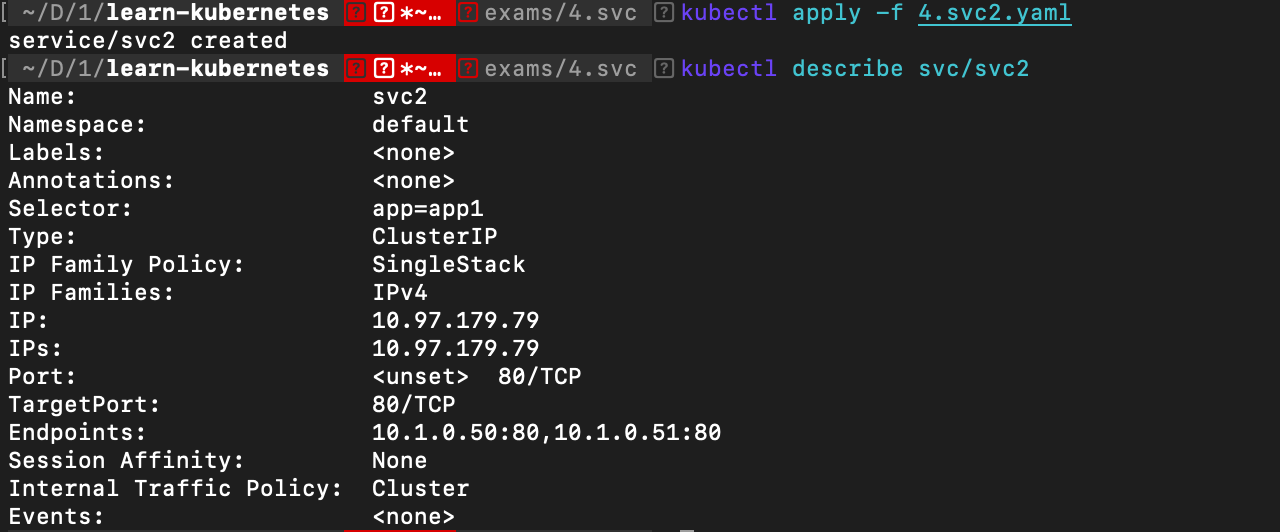 ~/D/1/learn-kubernetes *~… exams/4.svc kubectl apply -f 4.svc2.yaml
service/svc2 created
~/D/1/learn-kubernetes *~… exams/4.svc kubectl describe svc/svc2
Name: svc2
Namespace: default
Labels: <none>
Annotations: <none>
Selector: app=app1
Type: ClusterIP
IP Family Policy: SingleStack
IP Families: IPv4
IP: 10.97.179.79
IPs: 10.97.179.79
Port: <unset> 80/TCP
TargetPort: 80/TCP
Endpoints: 10.1.0.50:80,10.1.0.51:80
Session Affinity: None
Internal Traffic Policy: Cluster
Events: <none>